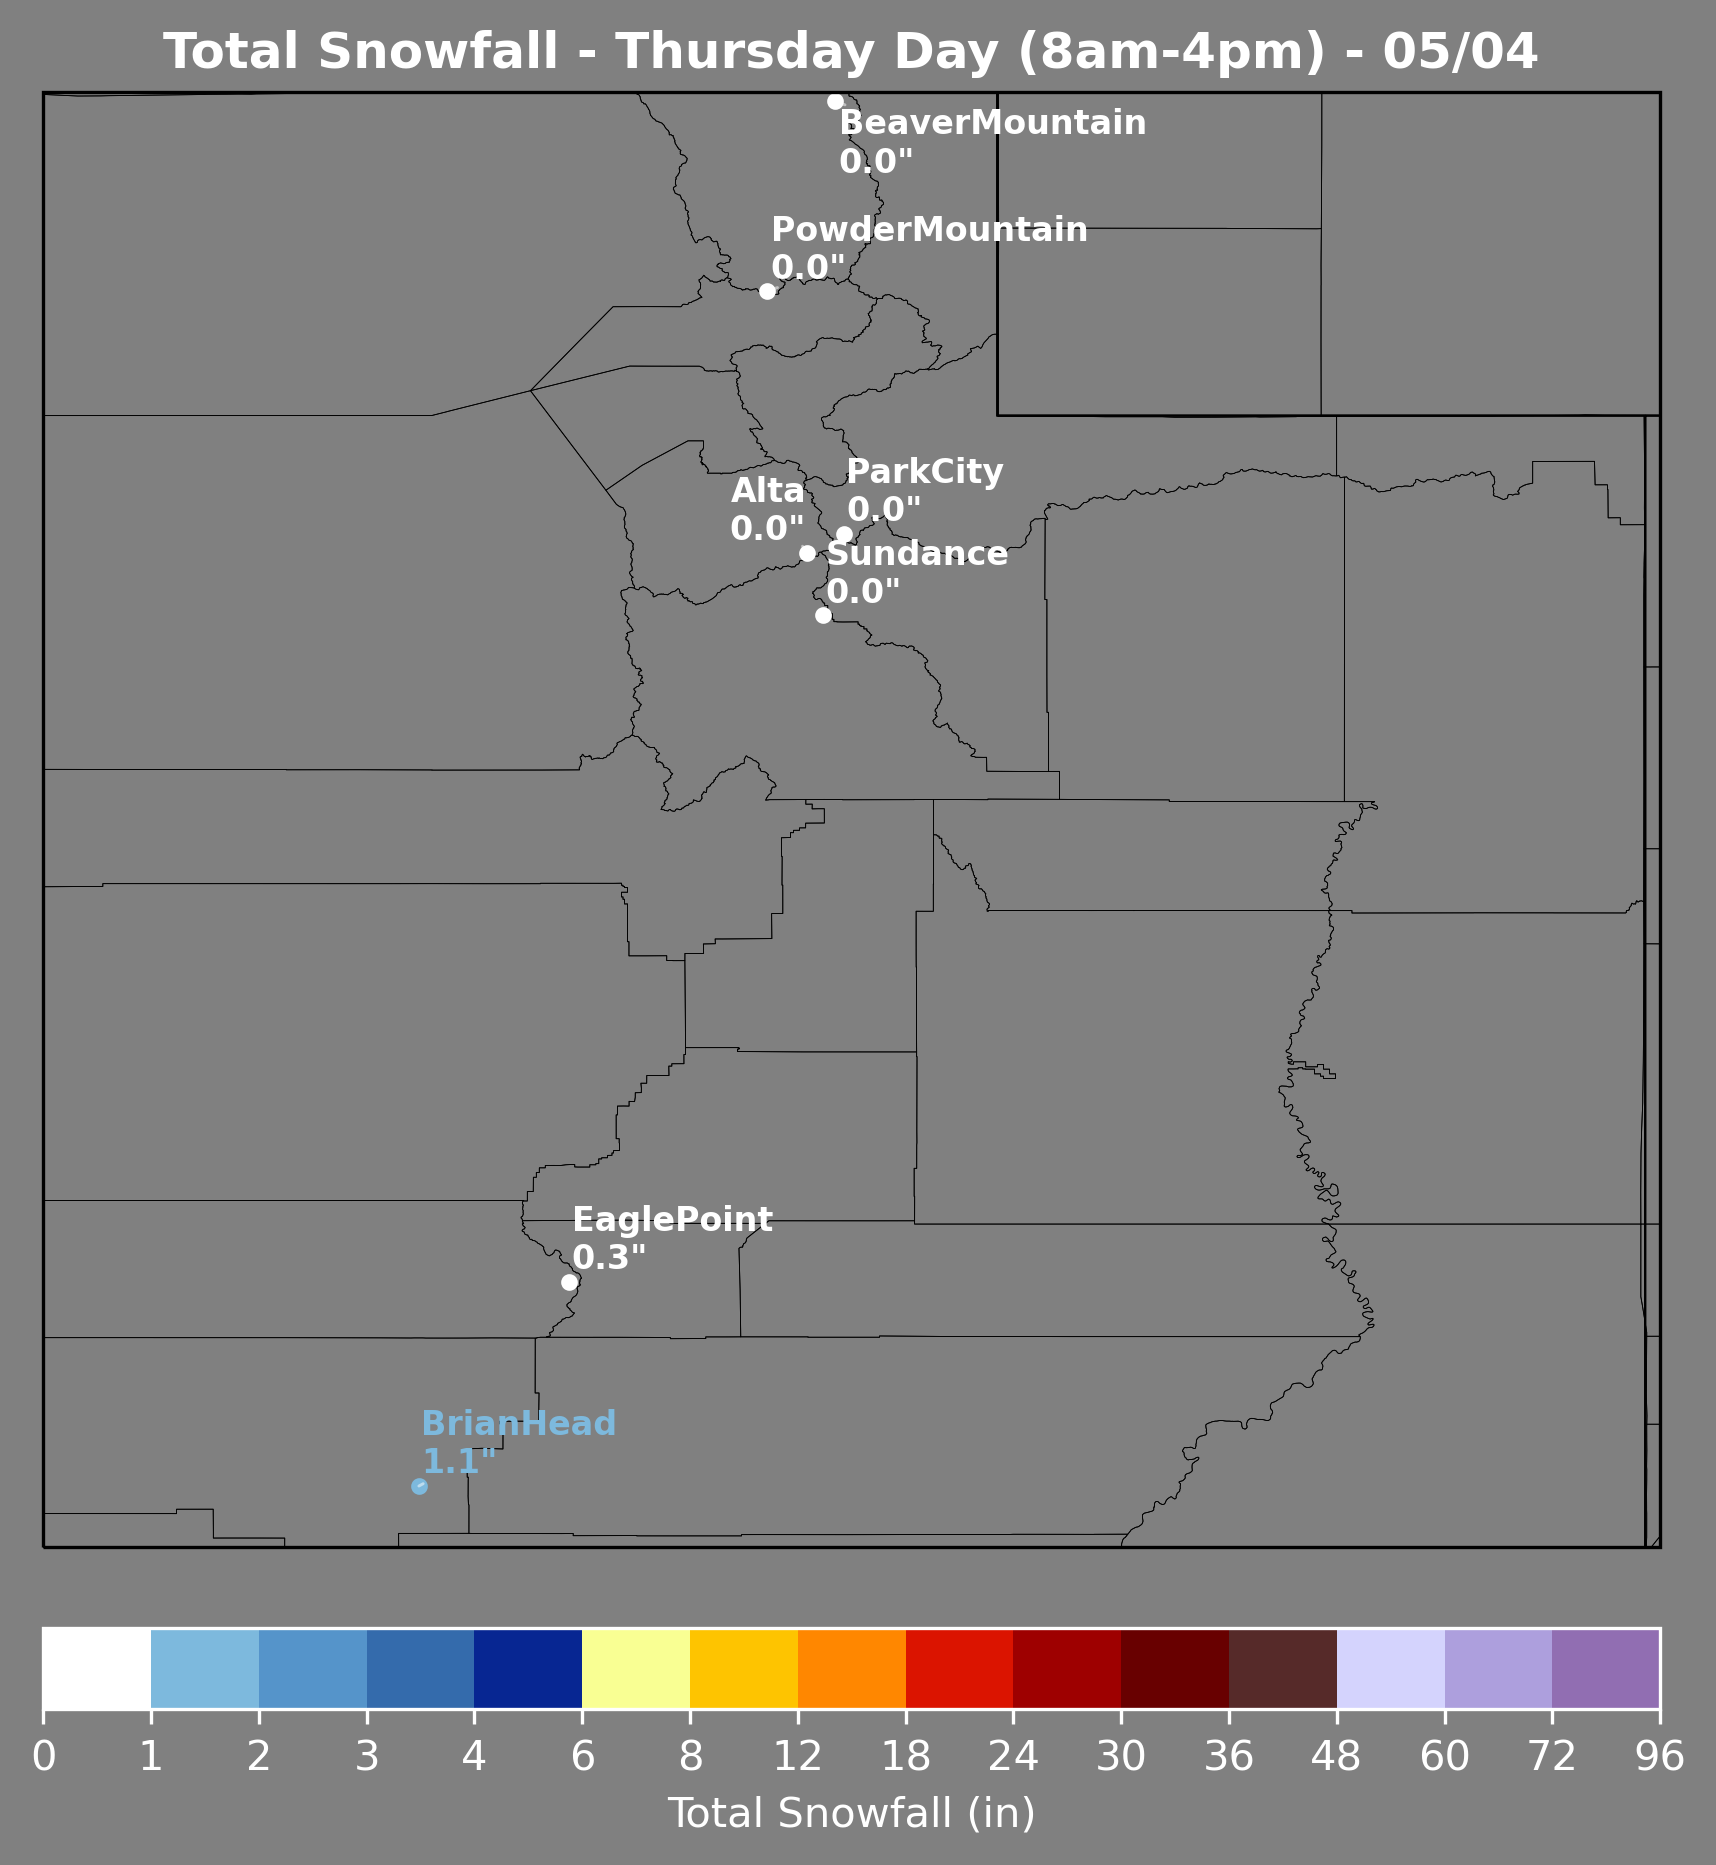 Total Snowfall - Thursday Day (8am-4pm) - 05/04
BeaverMountain
0.0"
PowderMountain
0.0"
ParkCity
0.0"
Alta
0.0"
Sundance
0.0"
EaglePoint
0.3"
BrianHead
1.1"
0 1 2 3 4 6 8 12 18 24 30 36 48 60 72 96
Total Snowfall (in)